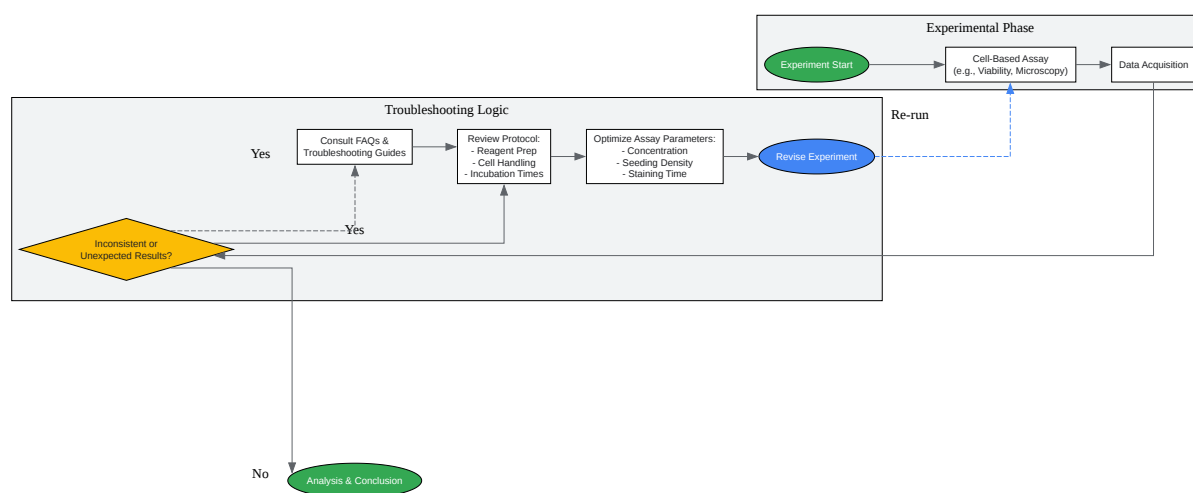 Experimental Phase
Experiment Start
Cell-Based Assay
(e.g., Viability, Microscopy)
Data Acquisition
Troubleshooting Logic
Re-run
Yes
Consult FAQs &
Troubleshooting Guides
Review Protocol:
- Reagent Prep
- Cell Handling
- Incubation Times
Optimize Assay Parameters:
- Concentration
- Seeding Density
- Staining Time
Revise Experiment
Yes
Inconsistent or
Unexpected Results?
No
Analysis & Conclusion